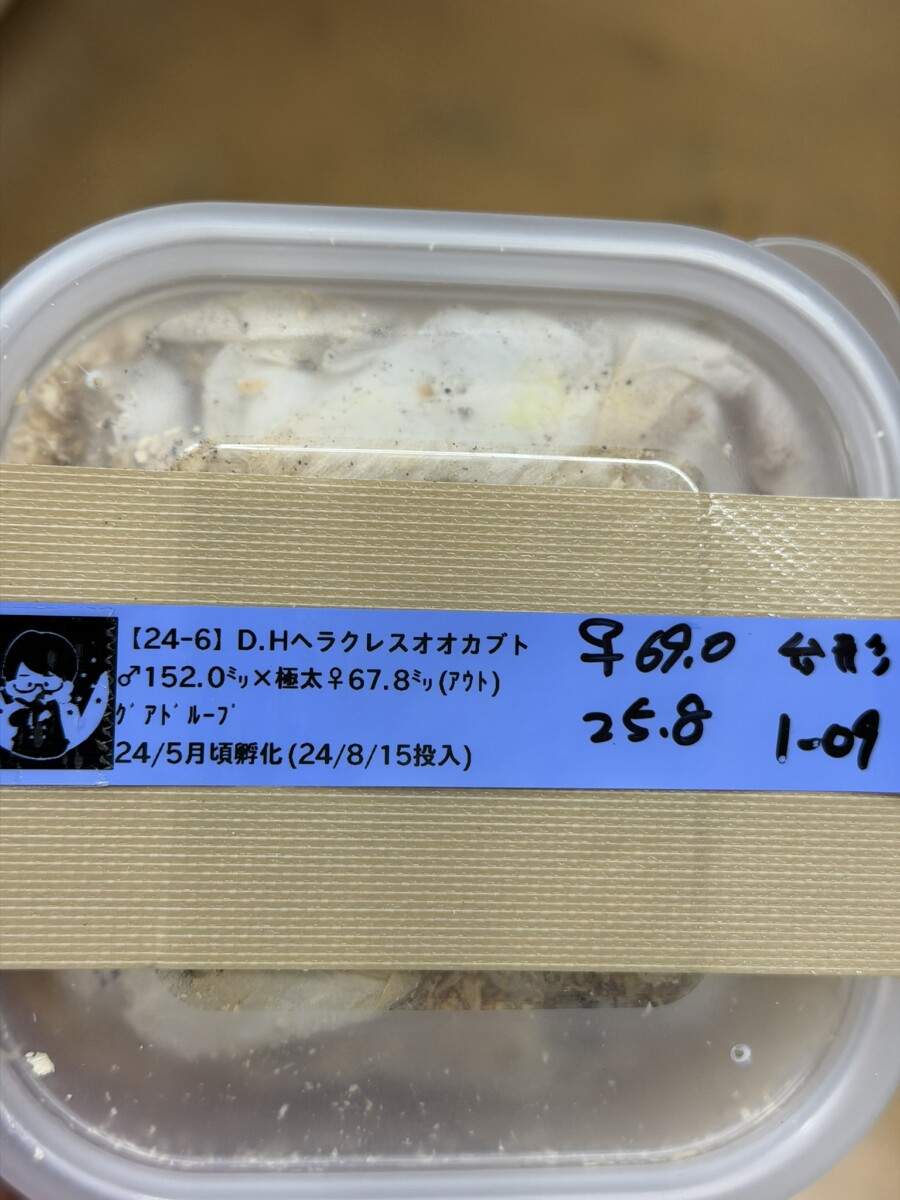 【24-6】D.Hヘラクレスオオカブト
♂152.0㍉×極太♀67.8㍉(ｱｳﾄ)
ｸﾞｱﾄﾞﾙｰﾌﾟ
24/5月頃孵化(24/8/15投入)
♀69.0 台形
25.8 1-09